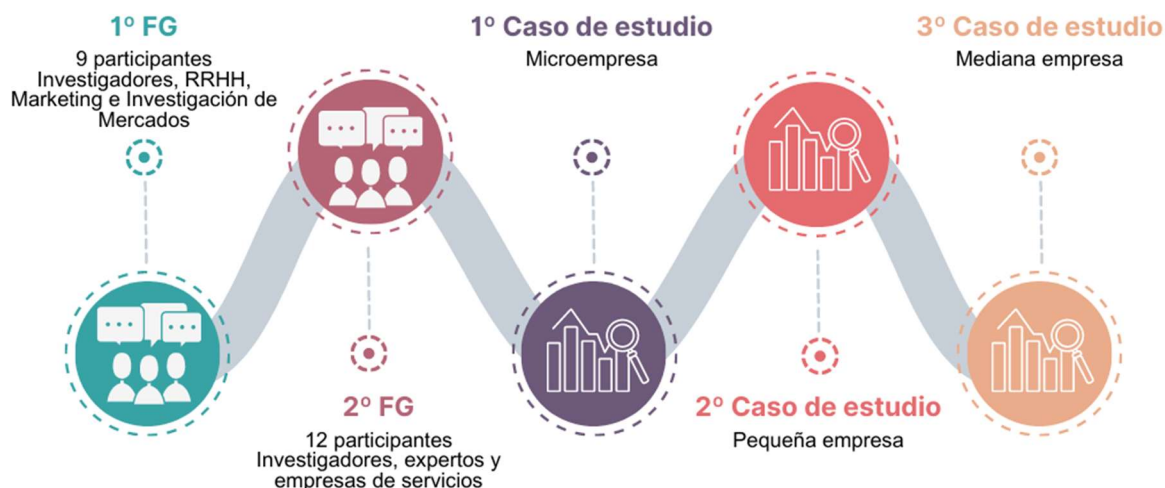 1º FG
9 participantes
Investigadores, RRHH,
Marketing e Investigación de
Mercados
2º FG
12 participantes
Investigadores, expertos y
empresas de servicios
1º Caso de estudio
Microempresa
2º Caso de estudio
Pequeña empresa
3º Caso de estudio
Mediana empresa